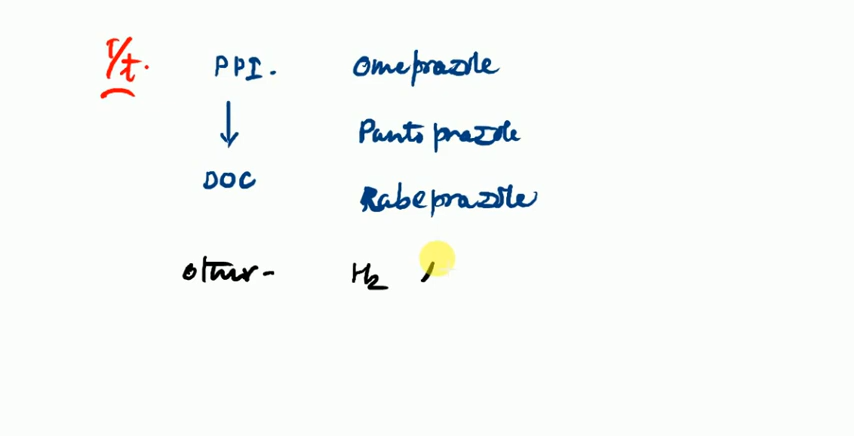 T/t. PPI. Omeprazole
Pantoprazole
DOC
Rabeprazole
Other- H2